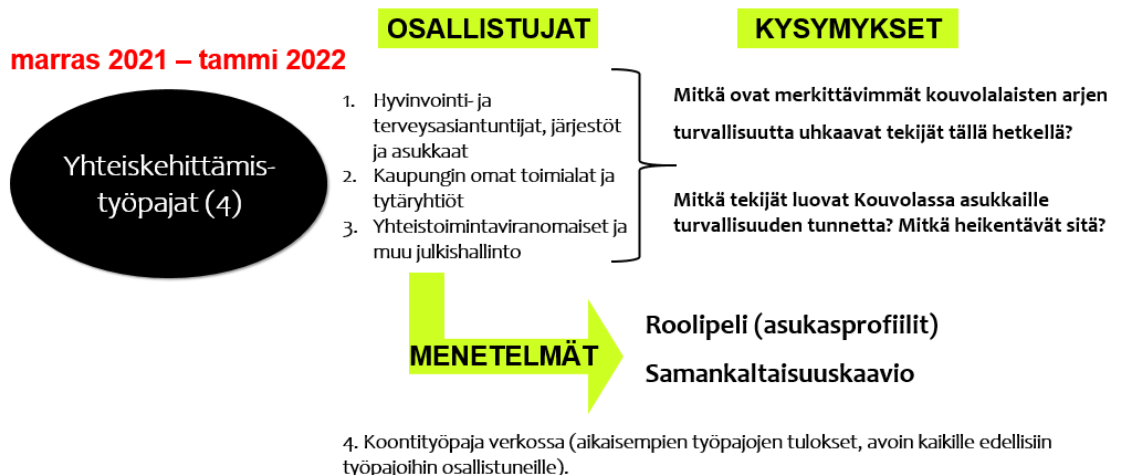 marras 2021 – tammi 2022
Yhteiskehittämis-
työpajat (4)
OSALLISTUJAT
1. Hyvinvointi- ja
terveysasiantuntijat, järjestöt
ja asukkaat
2. Kaupungin omat toimialat ja
tytäryhtiöt
3. Yhteistoimintaviranomaiset ja
muu julkishallinto
KYSYMYKSET
Mitkä ovat merkittävimmät kouvolalaisten arjen
turvallisuutta uhkaavat tekijät tällä hetkellä?
Mitkä tekijät luovat Kouvolassa asukkaille
turvallisuuden tunnetta? Mitkä heikentävät sitä?
MENETELMÄT
Roolipeli (asukasprofiilit)
Samankaltaisuuskaavio
4. Koontityöpaja verkossa (aikaisempien työpajojen tulokset, avoin kaikille edellisiin
työpajoihin osallistuneille).